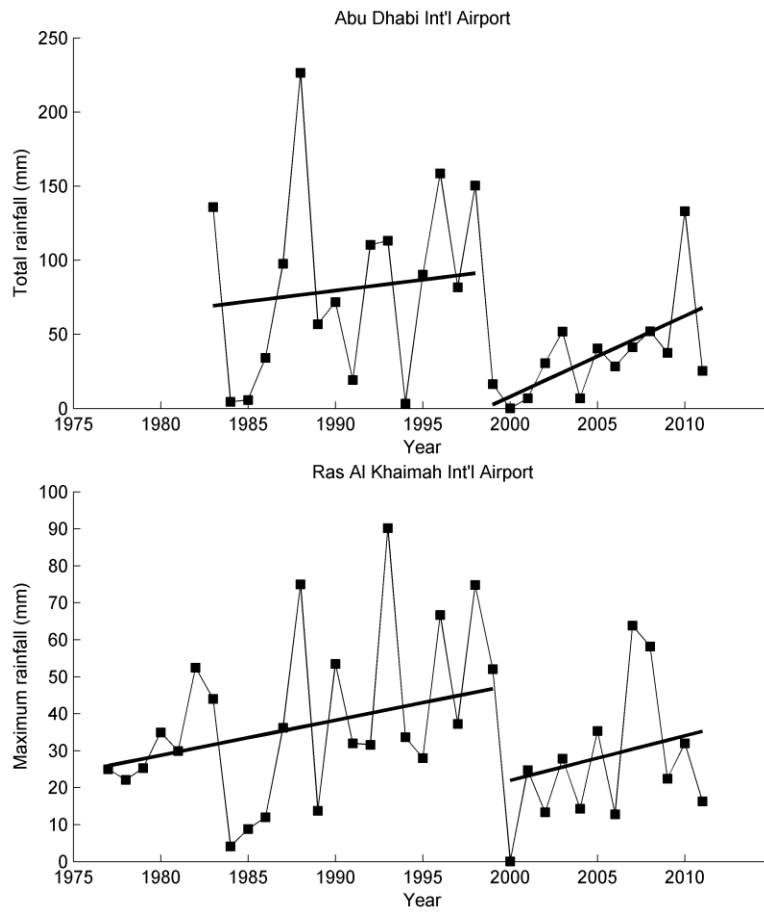 Abu Dhabi Int'l Airport
250
200
150
100
50
0
Total rainfall (mm)
1975 1980 1985 1990 1995 2000 2005 2010
Year
Ras Al Khaimah Int'l Airport
100
90
80
70
60
50
40
30
20
10
0
Maximum rainfall (mm)
1975 1980 1985 1990 1995 2000 2005 2010
Year